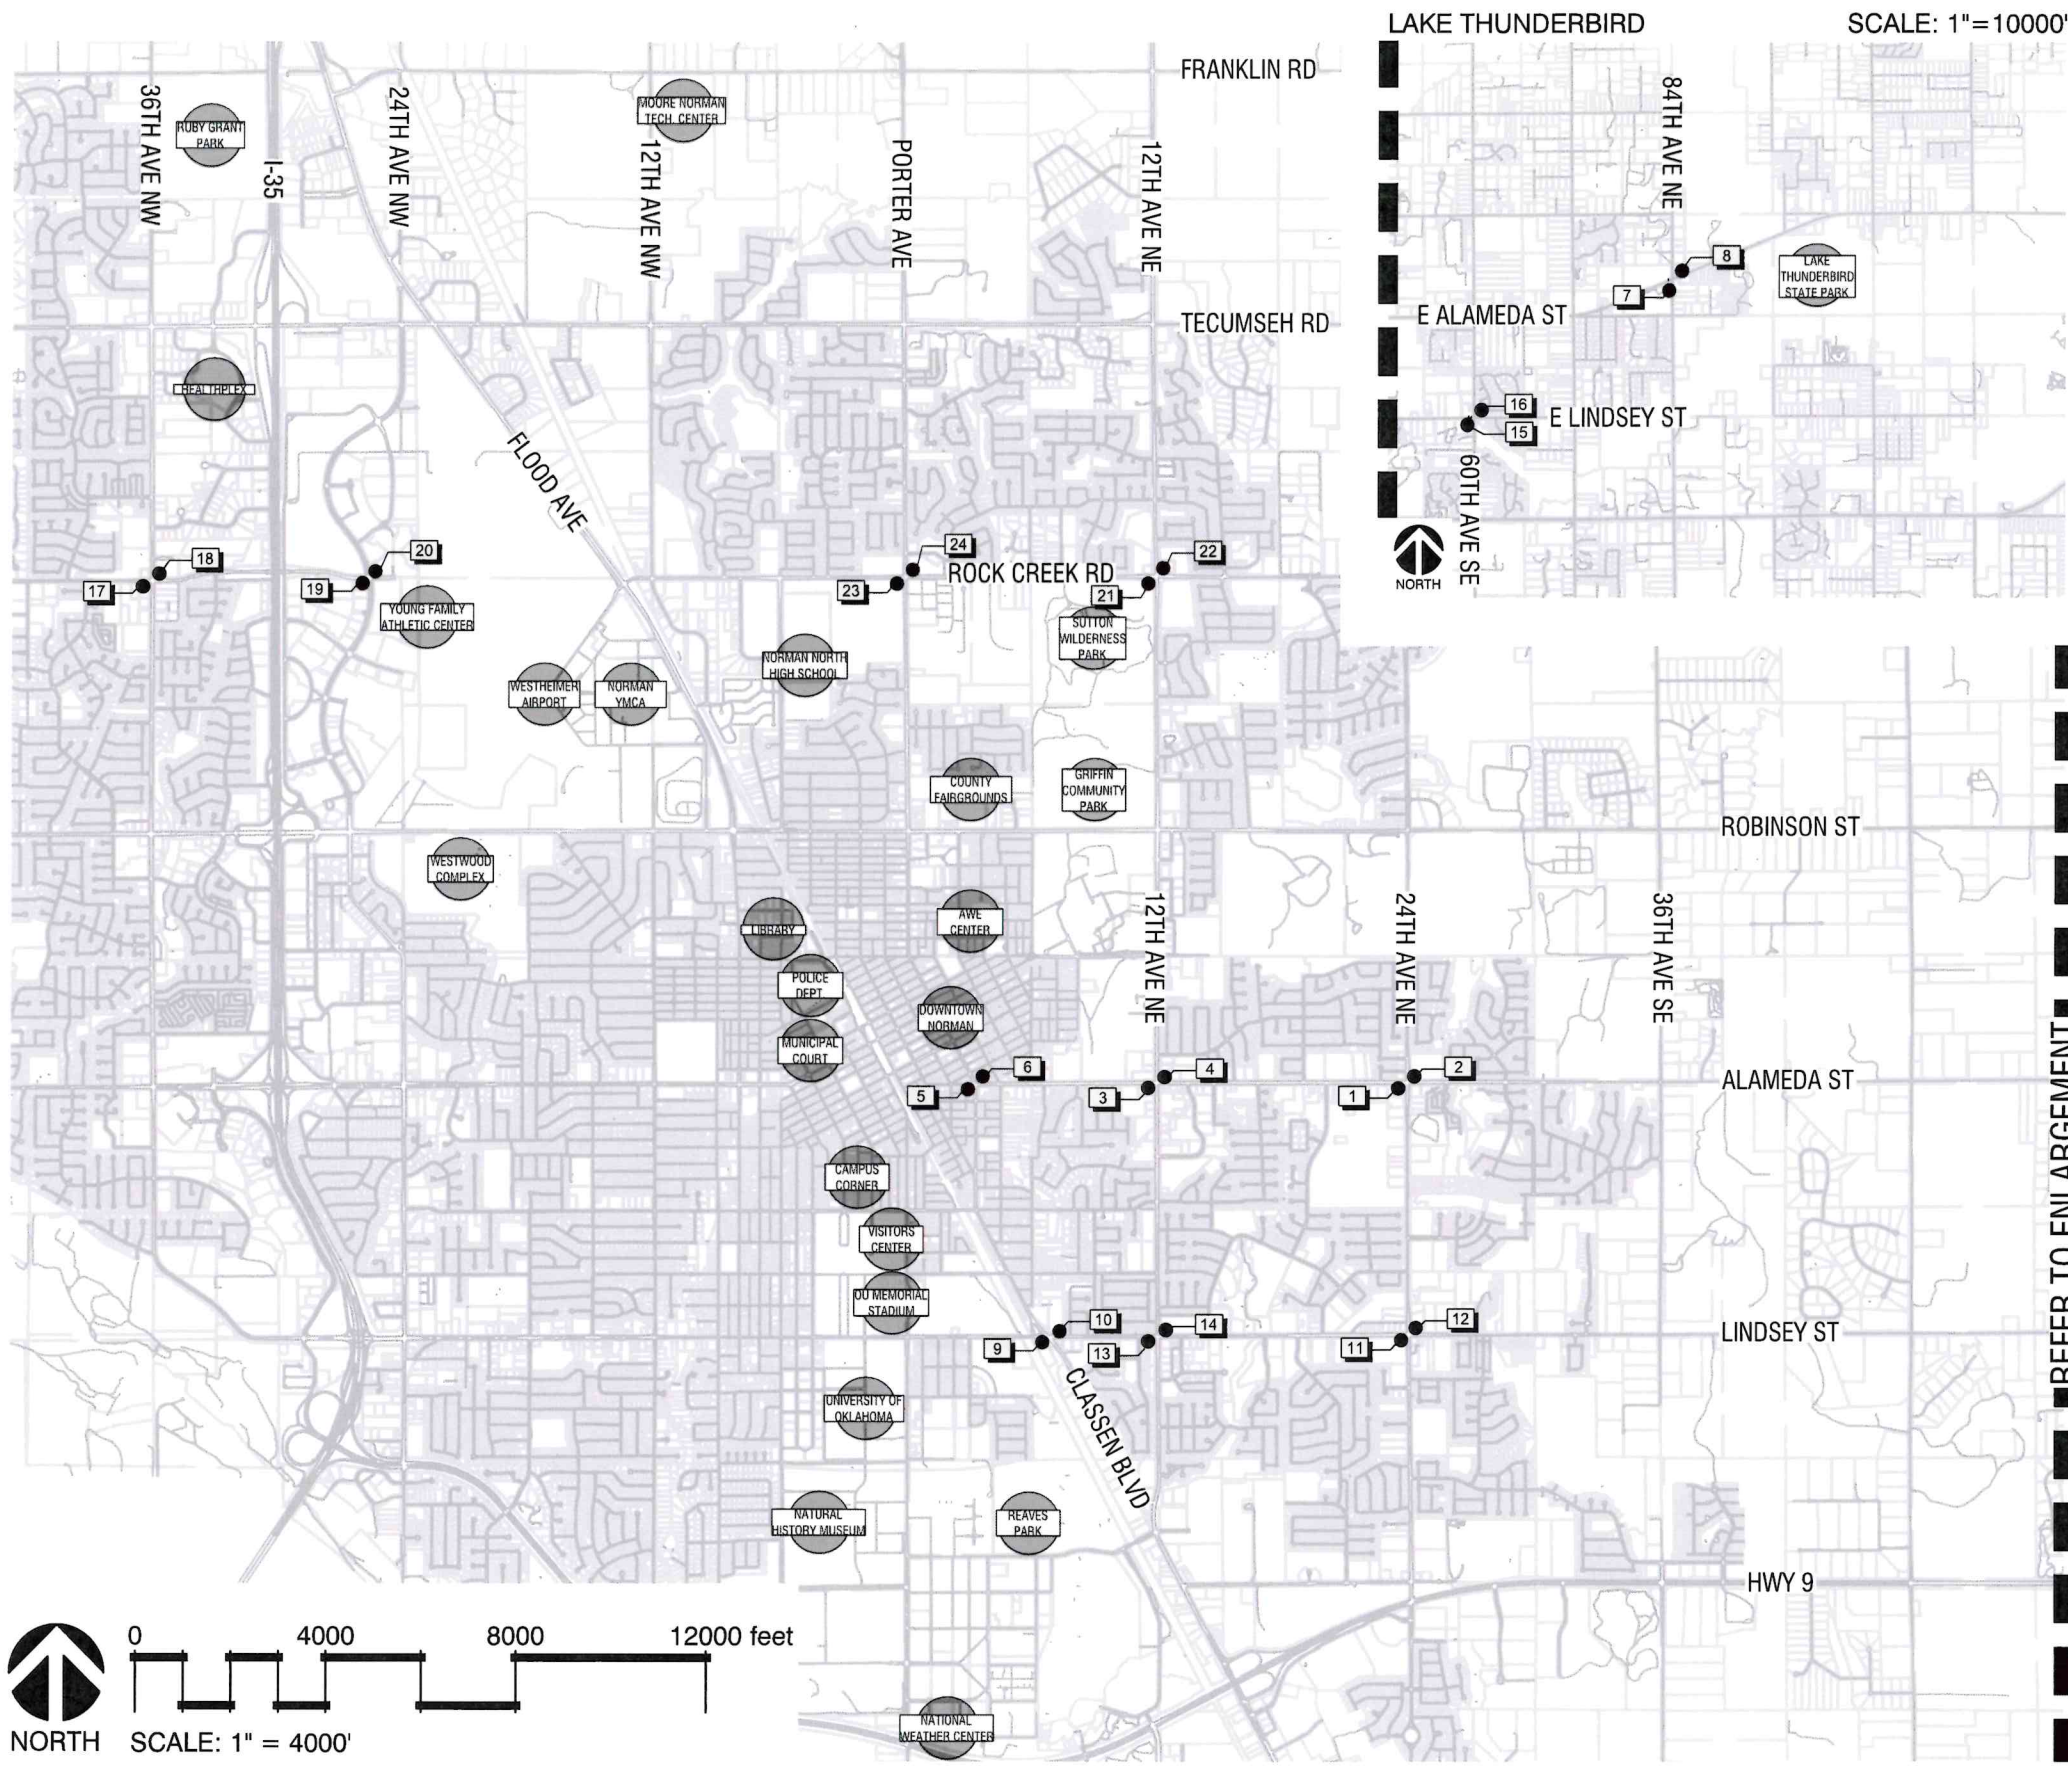 LAKE THUNDERBIRD
SCALE: 1"=10000'
FRANKLIN RD
36TH AVE NW
RUBY GRANT
PARK
I-35
24TH AVE NW
MOORE NORMAN
TECH. CENTER
12TH AVE NW
PORTER AVE
12TH AVE NE
84TH AVE NE
8
7
LAKE
THUNDERBIRD
STATE PARK
E ALAMEDA ST
TECUMSEH RD
HEALTHPLEX
FLOOD AVE
16
15
E LINDSEY ST
60TH AVE SE
NORTH
18
17
20
19
24
23
ROCK CREEK RD
22
21
YOUNG FAMILY
ATHLETIC CENTER
SUTTON
WILDERNESS
PARK
NORMAN NORTH
HIGH SCHOOL
WESTHEIMER
AIRPORT
NORMAN
YMCA
COUNTY
FAIRGROUNDS
GRIFFIN
COMMUNITY
PARK
ROBINSON ST
WESTWOOD
COMPLEX
LIBRARY
AWE
CENTER
12TH AVE NE
24TH AVE NE
36TH AVE SE
POLICE
DEPT
DOWNTOWN
NORMAN
MUNICIPAL
COURT
6
5
4
3
2
1
ALAMEDA ST
REFER TO ENLARGEMENT
CAMPUS
CORNER
VISITORS
CENTER
OU MEMORIAL
STADIUM
10
9
14
13
12
11
LINDSEY ST
UNIVERSITY OF
OKLAHOMA
CLASSEN BLVD
NATURAL
HISTORY MUSEUM
REAVES
PARK
HWY 9
0 4000 8000 12000 feet
NORTH
SCALE: 1" = 4000'
NATIONAL
WEATHER CENTER